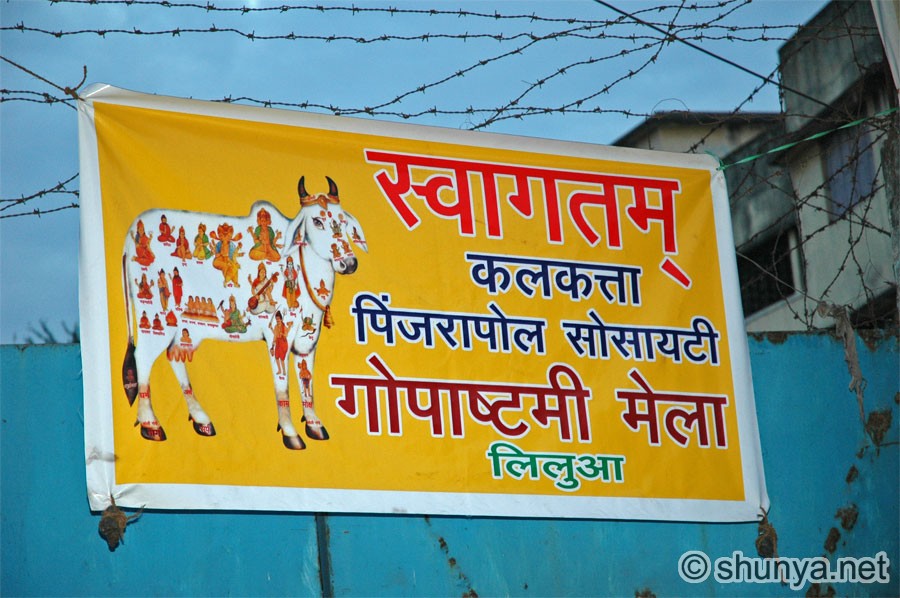 स्वागतम्
कलकत्ता
पिंजरापोल सोसायटी
गोपाष्टमी मेला
लिलुआ
© shunya.net